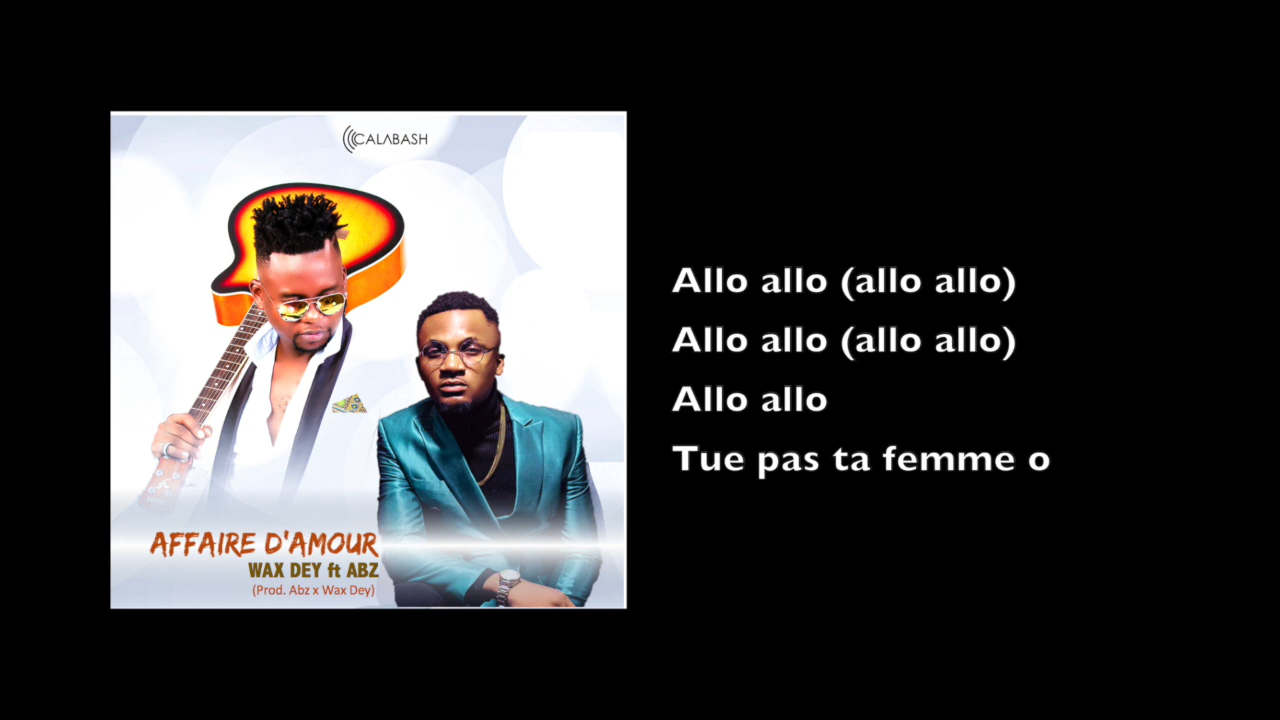 CALABASH
AFFAIRE D'AMOUR
WAX DEY ft ABZ
(Prod. Abz x Wax Dey)
Allo allo (allo allo)
Allo allo (allo allo)
Allo allo
Tue pas ta femme o